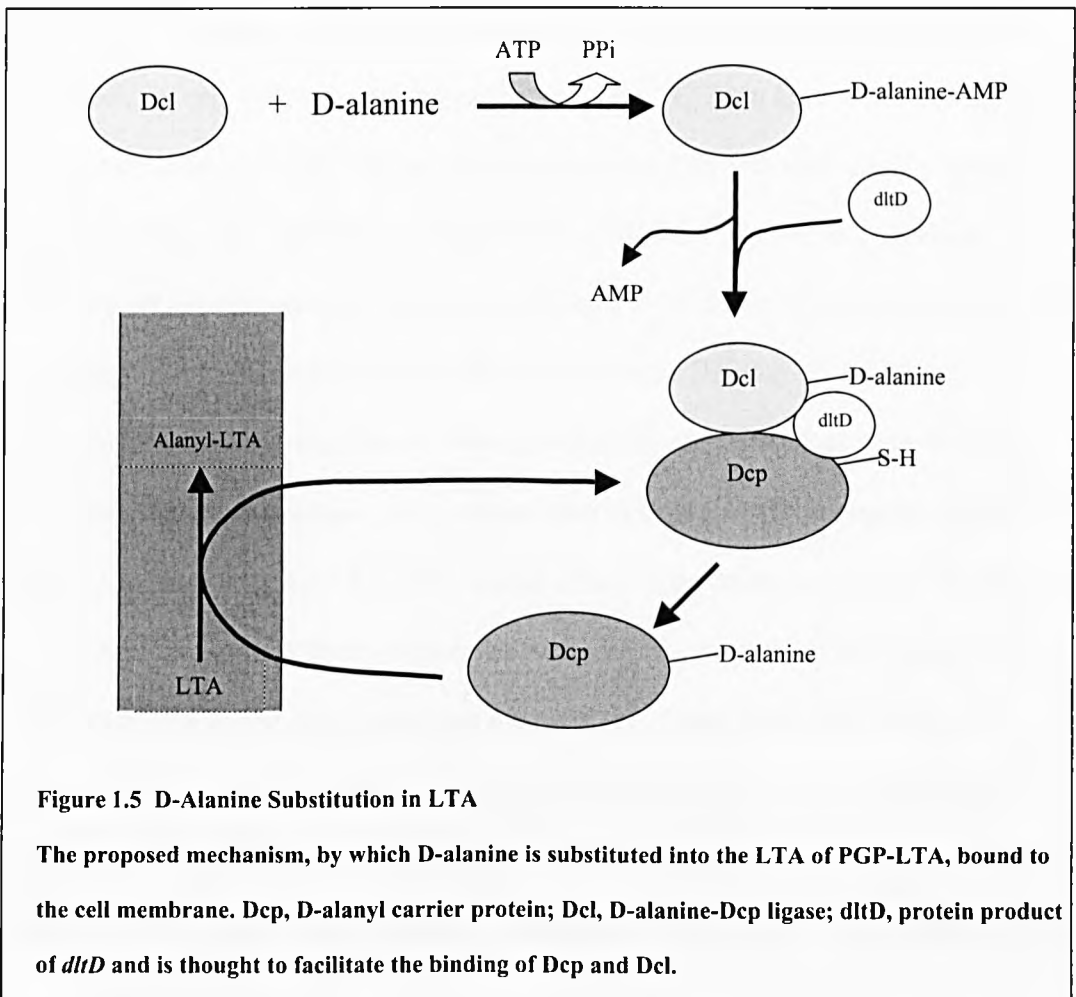 ATP PPi
Dcl + D-alanine Dcl D-alanine-AMP
dltD
AMP
Dcl D-alanine
dltD
Alanyl-LTA
S-H
Dcp
Dcp D-alanine
LTA
Figure 1.5 D-Alanine Substitution in LTA
The proposed mechanism, by which D-alanine is substituted into the LTA of PGP-LTA, bound to
the cell membrane. Dcp, D-alanyl carrier protein; Dcl, D-alanine-Dcp ligase; dltD, protein product
of dltD and is thought to facilitate the binding of Dcp and Dcl.